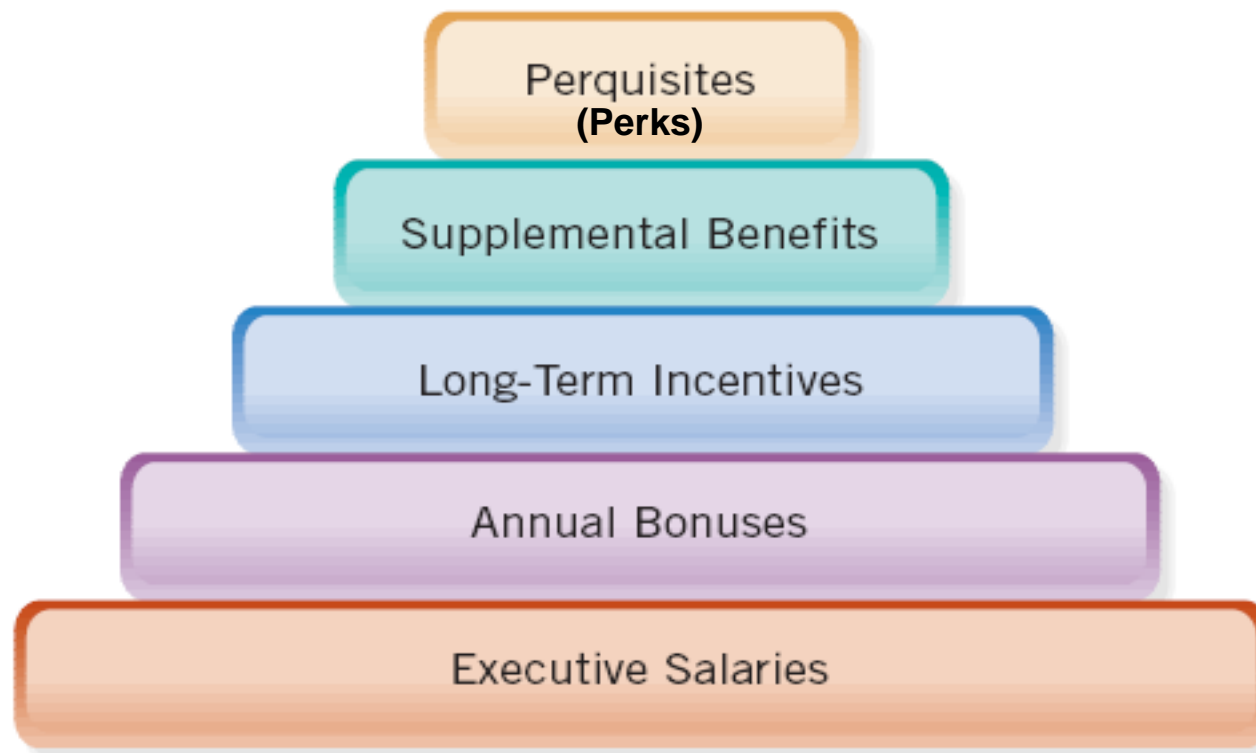 Perquisites
(Perks)
Supplemental Benefits
Long-Term Incentives
Annual Bonuses
Executive Salaries